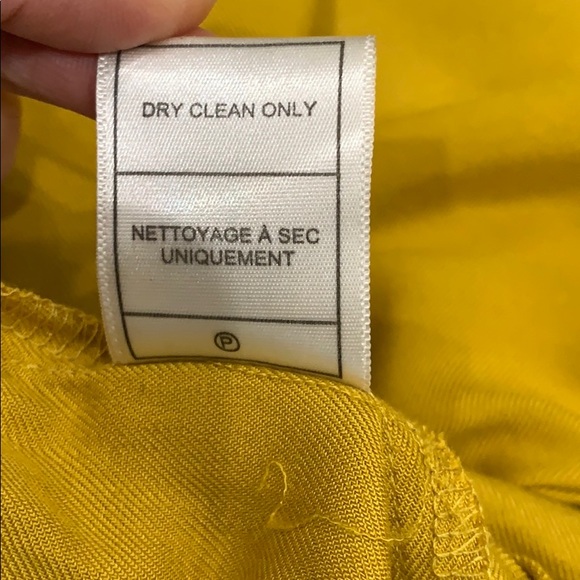 DRY CLEAN ONLY
NETTOYAGE À SEC
UNIQUEMENT
Ⓟ